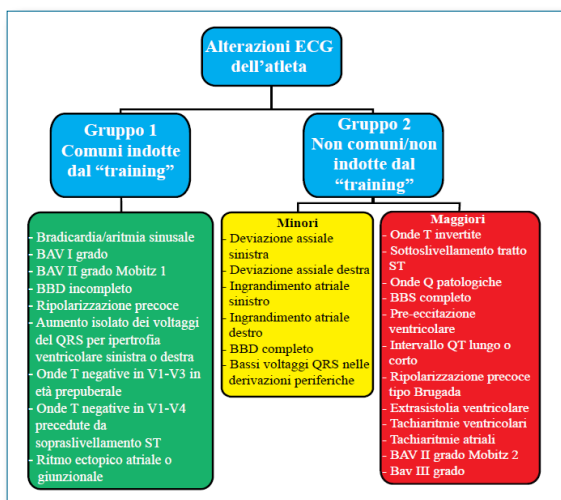 Alterazioni ECG
dell'atleta
Gruppo 1
Comuni indotte
dal “training”
Gruppo 2
Non comuni/non
indotte dal
“training”
- Bradicardia/aritmia sinusale
- BAV I grado
- BAV II grado Mobitz 1
- BBD incompleto
- Ripolarizzazione precoce
- Aumento isolato dei voltaggi
del QRS per ipertrofia
ventricolare sinistra o destra
- Onde T negative in V1-V3 in
età prepuberale
- Onde T negative in V1-V4
precedute da
sopraslivellamento ST
- Ritmo ectopico atriale o
giunzionale
Minori
- Deviazione assiale
sinistra
- Deviazione assiale destra
- Ingrandimento atriale
sinistro
- Ingrandimento atriale
destro
- BBD completo
- Bassi voltaggi QRS nelle
derivazioni periferiche
Maggiori
- Onde T invertite
- Sottoslivellamento tratto
ST
- Onde Q patologiche
- BBS completo
- Pre-eccitazione
ventricolare
- Intervallo QT lungo o
corto
- Ripolarizzazione precoce
tipo Brugada
- Extrasistolia ventricolare
- Tachiaritmie ventricolari
- Tachiaritmie atriali
- BAV II grado Mobitz 2
- Bav III grado